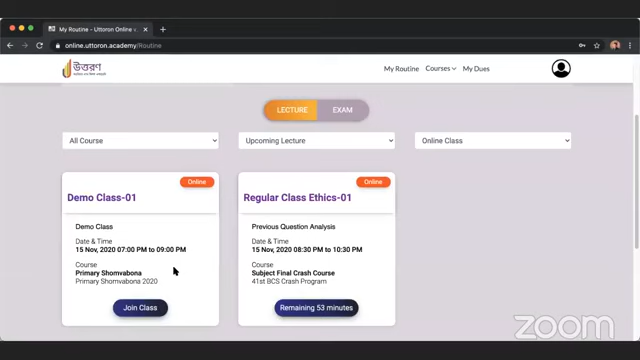 My Routine - Uttoron Online v
online.uttoron.academy/Routine
উত্তরণ
My Routine
Courses
My Dues
LECTURE
EXAM
All Course
Upcoming Lecture
Online Class
Online
Demo Class-01
Demo Class
Date & Time
15 Nov, 2020 07:00 PM to 09:00 PM
Course
Primary Shomvabona
Primary Shomvabona 2020
Join Class
Online
Regular Class Ethics-01
Previous Question Analysis
Date & Time
15 Nov, 2020 08:30 PM to 10:30 PM
Course
Subject Final Crash Course
41st BCS Crash Program
Remaining 53 minutes
zoom